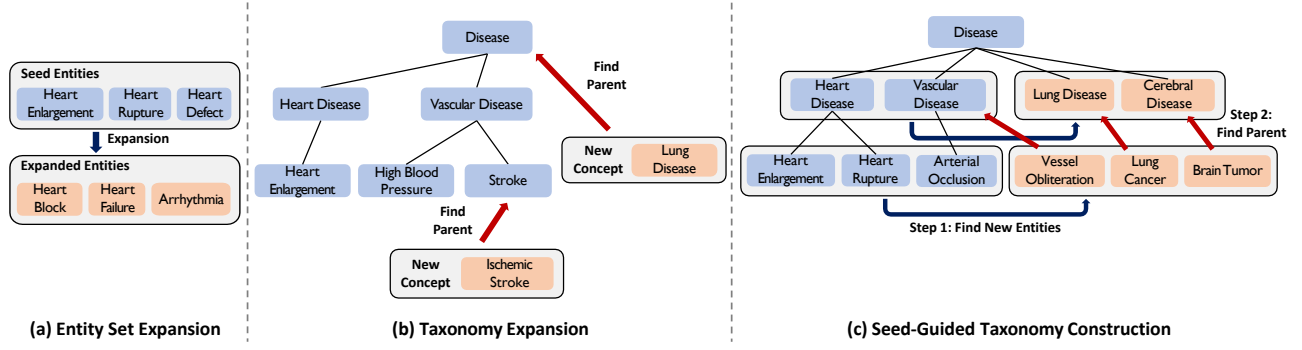 Seed Entities
Heart
Enlargement
Heart
Rupture
Heart
Defect
Expansion
Expanded Entities
Heart
Block
Heart
Failure
Arrhythmia
(a) Entity Set Expansion
Disease
Find
Parent
Heart Disease
Vascular Disease
New
Concept
Lung
Disease
Heart
Enlargement
High Blood
Pressure
Stroke
Find
Parent
New
Concept
Ischemic
Stroke
(b) Taxonomy Expansion
Disease
Heart
Disease
Vascular
Disease
Lung Disease
Cerebral
Disease
Step 2:
Find Parent
Heart
Enlargement
Heart
Rupture
Arterial
Occlusion
Vessel
Obliteration
Lung
Cancer
Brain Tumor
Step 1: Find New Entities
(c) Seed-Guided Taxonomy Construction